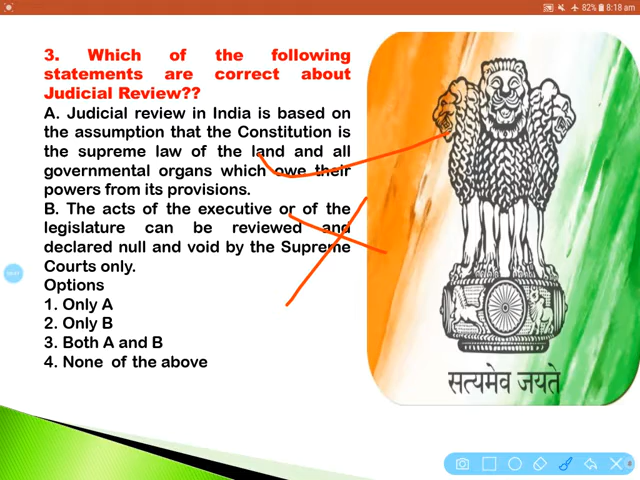 82% 8:18 am
3. Which of the following
statements are correct about
Judicial Review??
A. Judicial review in India is based on
the assumption that the Constitution is
the supreme law of the land and all
governmental organs which owe their
powers from its provisions.
B. The acts of the executive or of the
legislature can be reviewed and
declared null and void by the Supreme
Courts only.
Options
1. Only A
2. Only B
3. Both A and B
4. None of the above
सत्यमेव जयते